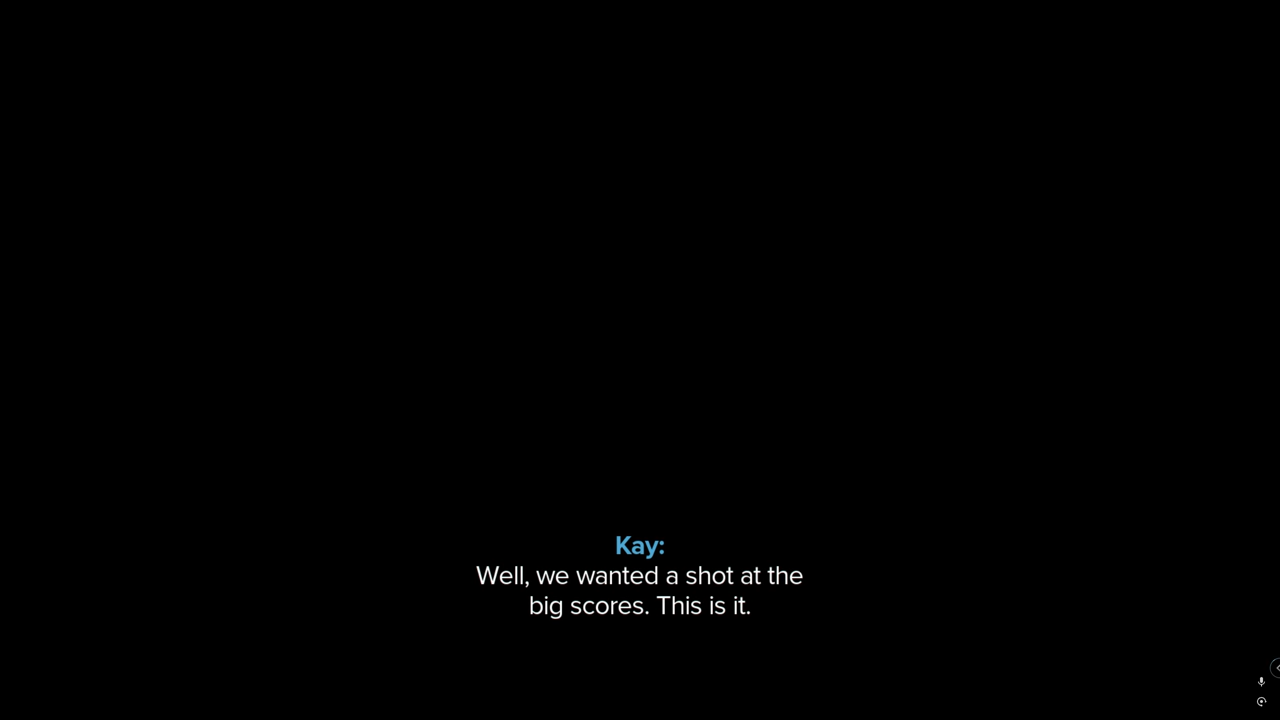 Kay:
Well, we wanted a shot at the
big scores. This is it.